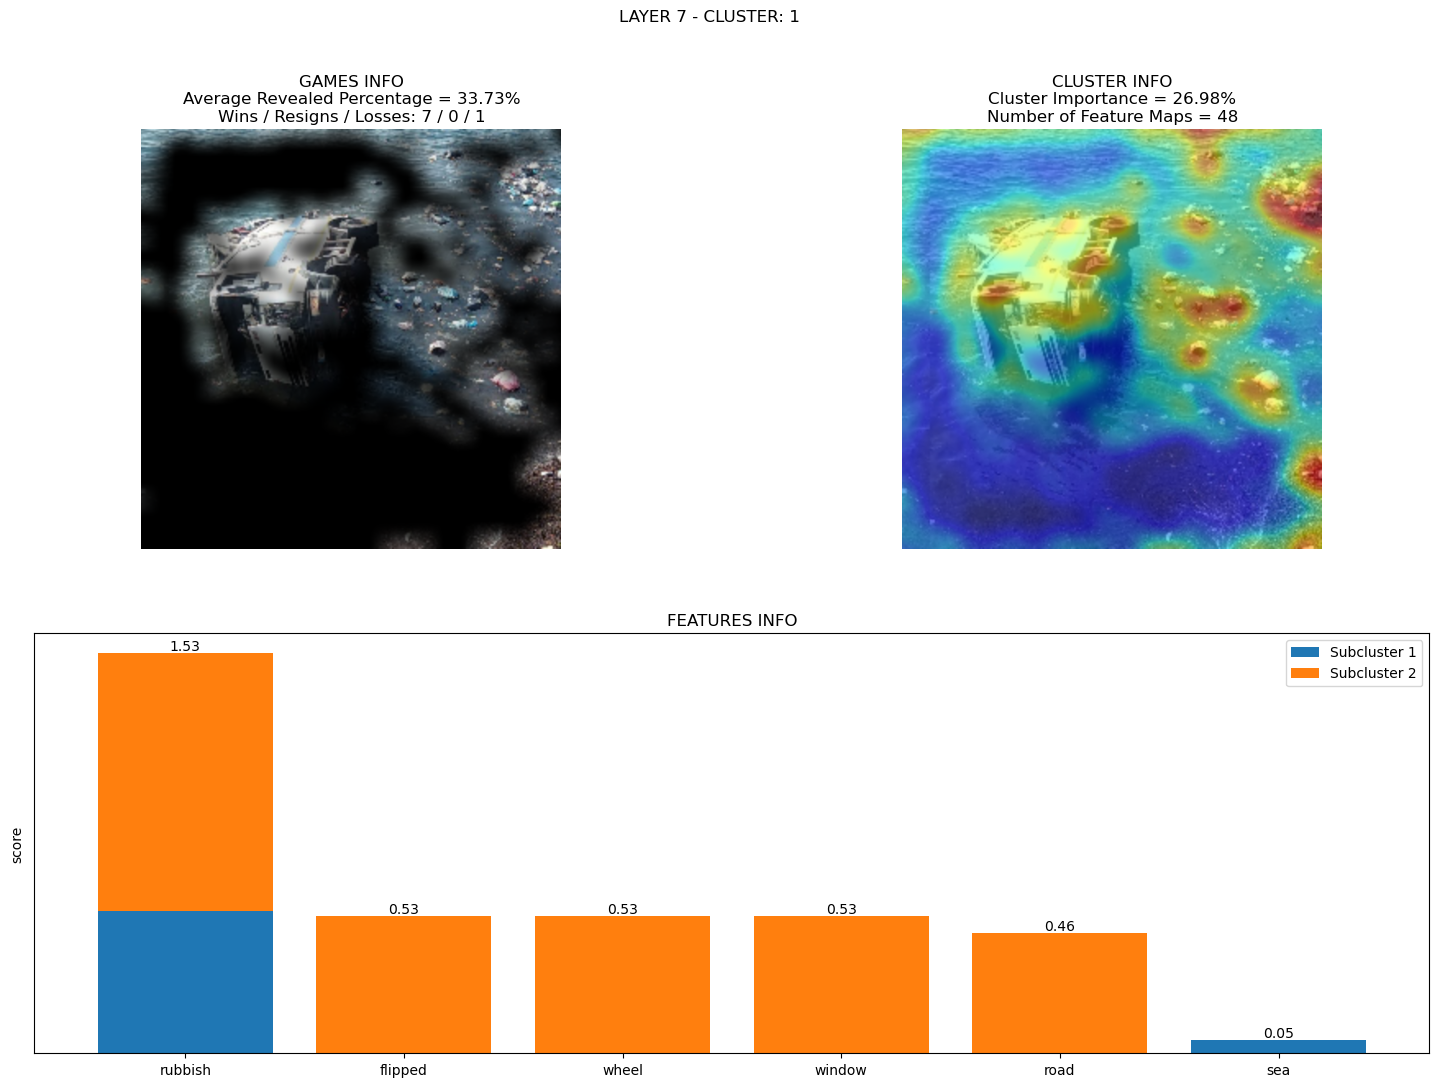 LAYER 7 - CLUSTER: 1
GAMES INFO
Average Revealed Percentage = 33.73%
Wins / Resigns / Losses: 7 / 0 / 1
CLUSTER INFO
Cluster Importance = 26.98%
Number of Feature Maps = 48
FEATURES INFO
score
1.53
0.53
0.53
0.53
0.46
0.05
Subcluster 1
Subcluster 2
rubbish
flipped
wheel
window
road
sea